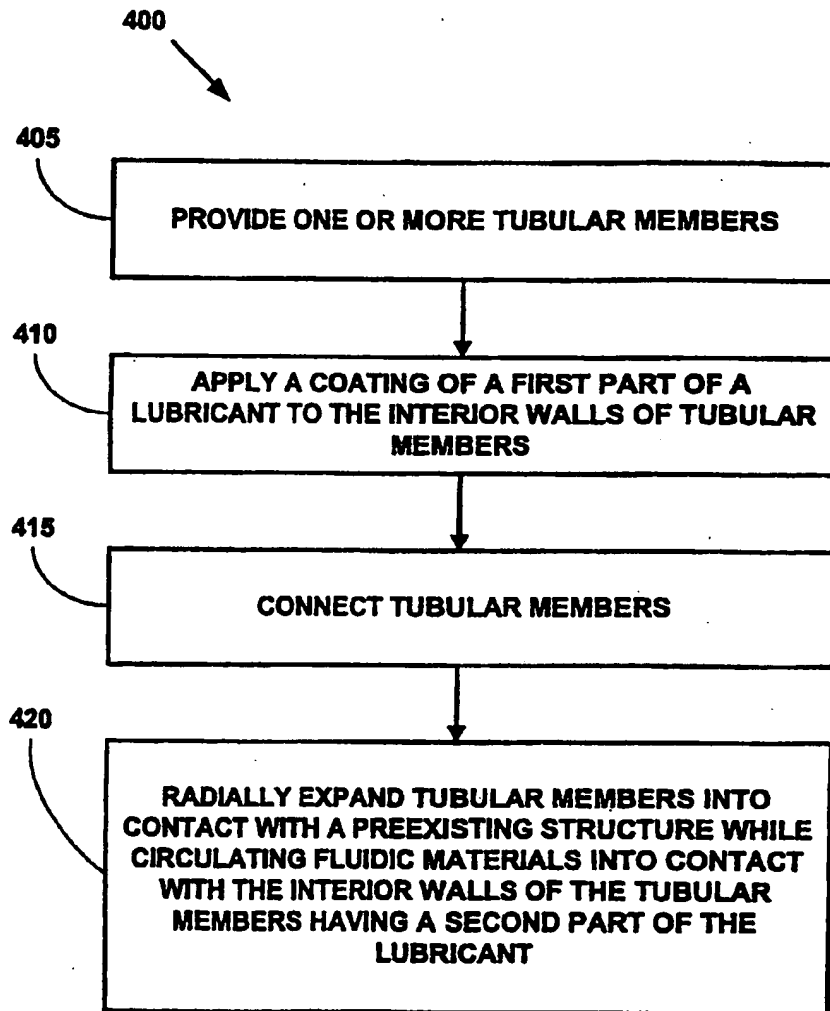 400
405
PROVIDE ONE OR MORE TUBULAR MEMBERS
410
APPLY A COATING OF A FIRST PART OF A
LUBRICANT TO THE INTERIOR WALLS OF TUBULAR
MEMBERS
415
CONNECT TUBULAR MEMBERS
420
RADIALLY EXPAND TUBULAR MEMBERS INTO
CONTACT WITH A PREEXISTING STRUCTURE WHILE
CIRCULATING FLUIDIC MATERIALS INTO CONTACT
WITH THE INTERIOR WALLS OF THE TUBULAR
MEMBERS HAVING A SECOND PART OF THE
LUBRICANT